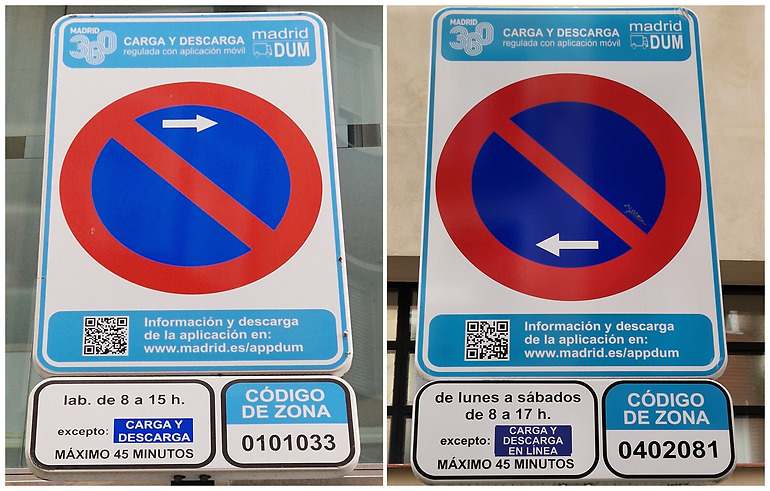 MADRID
360
CARGA Y DESCARGA
regulada con aplicación móvil
madrid
DUM
Información y descarga
de la aplicación en:
www.madrid.es/appdum
lab. de 8 a 15 h.
excepto: CARGA Y
DESCARGA
MÁXIMO 45 MINUTOS
CÓDIGO
DE ZONA
0101033
MADRID
360
CARGA Y DESCARGA
regulada con aplicación móvil
madrid
DUM
Información y descarga
de la aplicación en:
www.madrid.es/appdum
de lunes a sábados
de 8 a 17 h.
excepto: CARGA Y
DESCARGA
EN LÍNEA
MÁXIMO 45 MINUTOS
CÓDIGO
DE ZONA
0402081